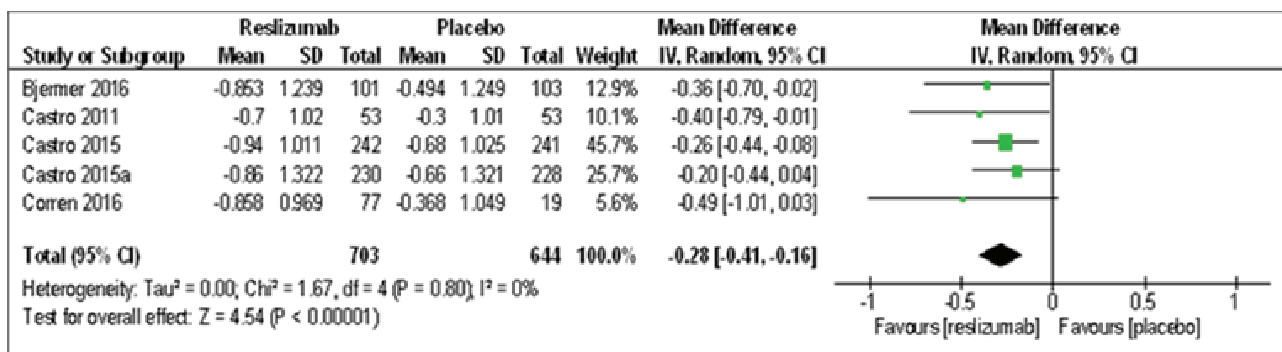 Reslizumab Placebo Mean Difference Mean Difference
Study or Subgroup Mean SD Total Mean SD Total Weight IV, Random, 95% CI IV, Random, 95% CI
Bjermer 2016 -0.853 1.239 101 -0.494 1.249 103 12.9% -0.36 [-0.70, -0.02]
Castro 2011 -0.7 1.02 53 -0.3 1.01 53 10.1% -0.40 [-0.79, -0.01]
Castro 2015 -0.94 1.011 242 -0.68 1.025 241 45.7% -0.26 [-0.44, -0.08]
Castro 2015a -0.86 1.322 230 -0.66 1.321 228 25.7% -0.20 [-0.44, 0.04]
Corren 2016 -0.858 0.969 77 -0.368 1.049 19 5.6% -0.49 [-1.01, 0.03]
Total (95% CI) 703 644 100.0% -0.28 [-0.41, -0.16]
Heterogeneity: Tau² = 0.00; Chi² = 1.67, df = 4 (P = 0.80); I² = 0%
Test for overall effect: Z = 4.54 (P < 0.00001)
-1 -0.5 0 0.5 1
Favours [reslizumab] Favours [placebo]